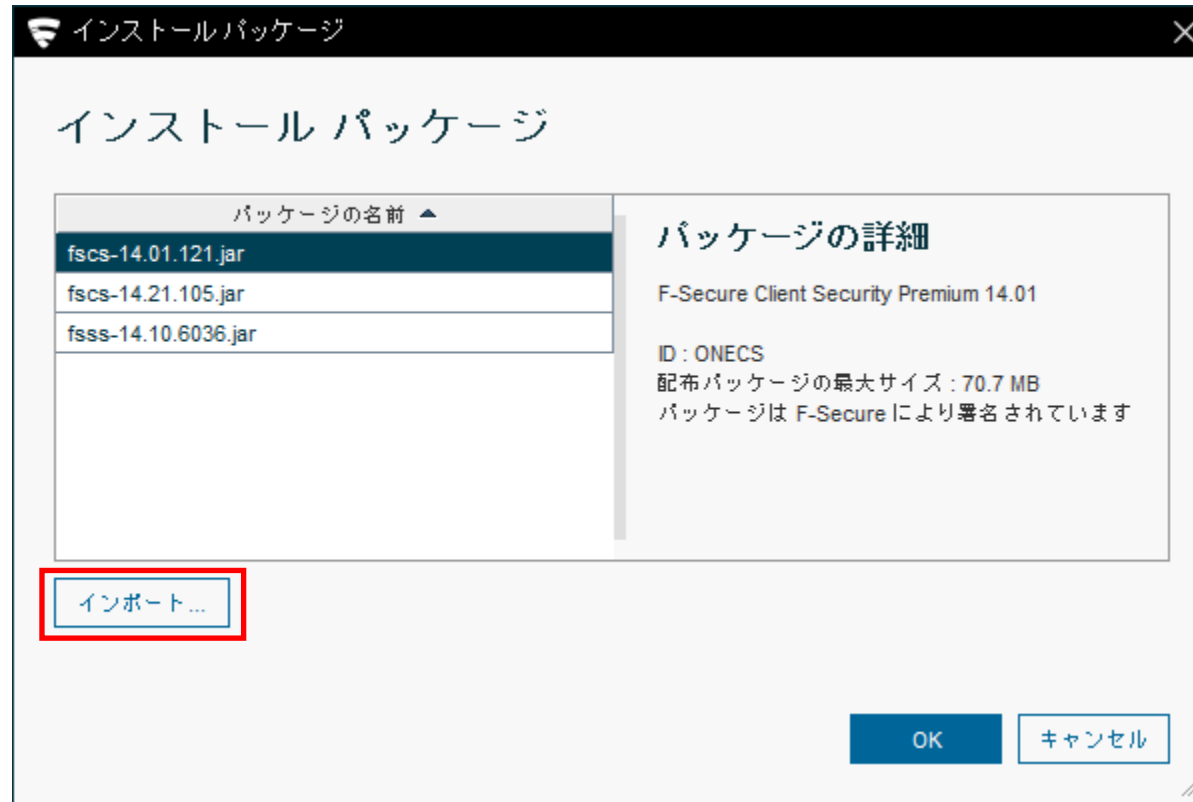 インストール パッケージ
インストール パッケージ
パッケージの名前
fscs-14.01.121.jar
fscs-14.21.105.jar
fsss-14.10.6036.jar
パッケージの詳細
F-Secure Client Security Premium 14.01
ID : ONECS
配布パッケージの最大サイズ : 70.7 MB
パッケージは F-Secure により署名されています
インポート...
OK
キャンセル